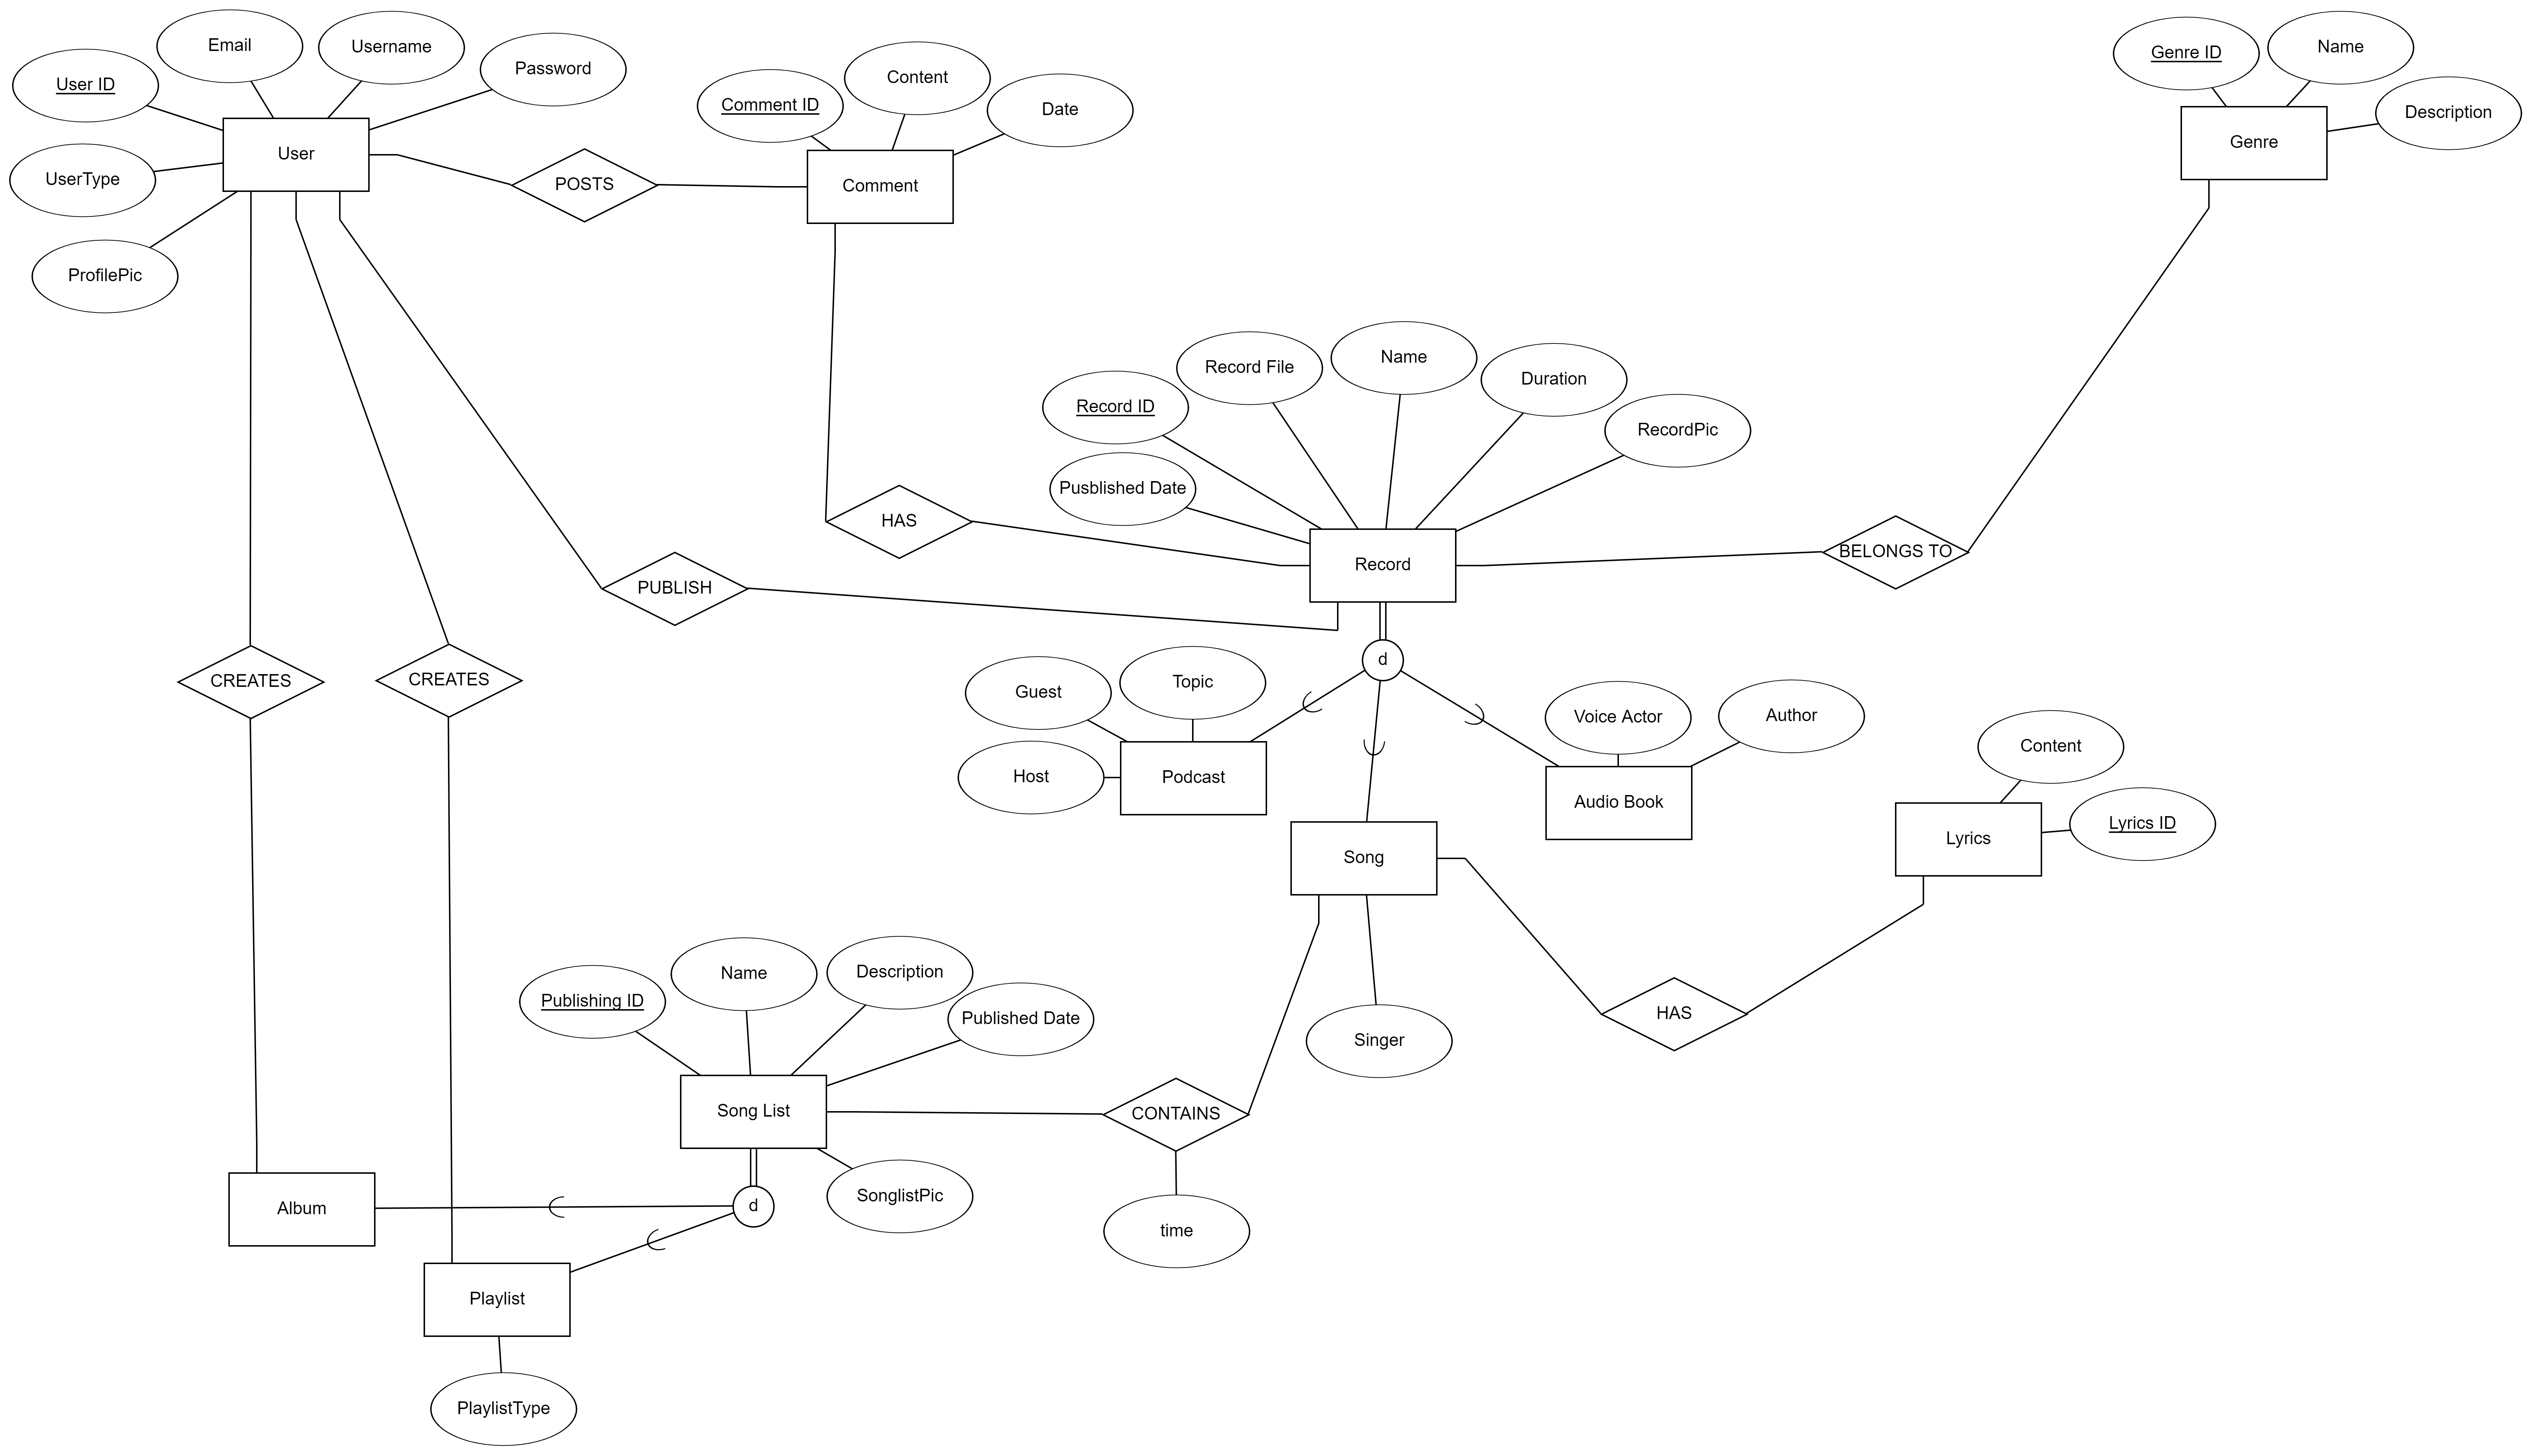 Email
Username
User ID
Password
User
UserType
ProfilePic
POSTS
Comment ID
Content
Date
Comment
Genre ID
Name
Description
Genre
Record ID
Record File
Name
Duration
RecordPic
Pusblished Date
HAS
Record
BELONGS TO
PUBLISH
CREATES
CREATES
d
Guest
Topic
Host
Podcast
Voice Actor
Author
Audio Book
Song
Content
Lyrics ID
Lyrics
Singer
HAS
Publishing ID
Name
Description
Published Date
Song List
CONTAINS
time
SonglistPic
d
Album
Playlist
PlaylistType